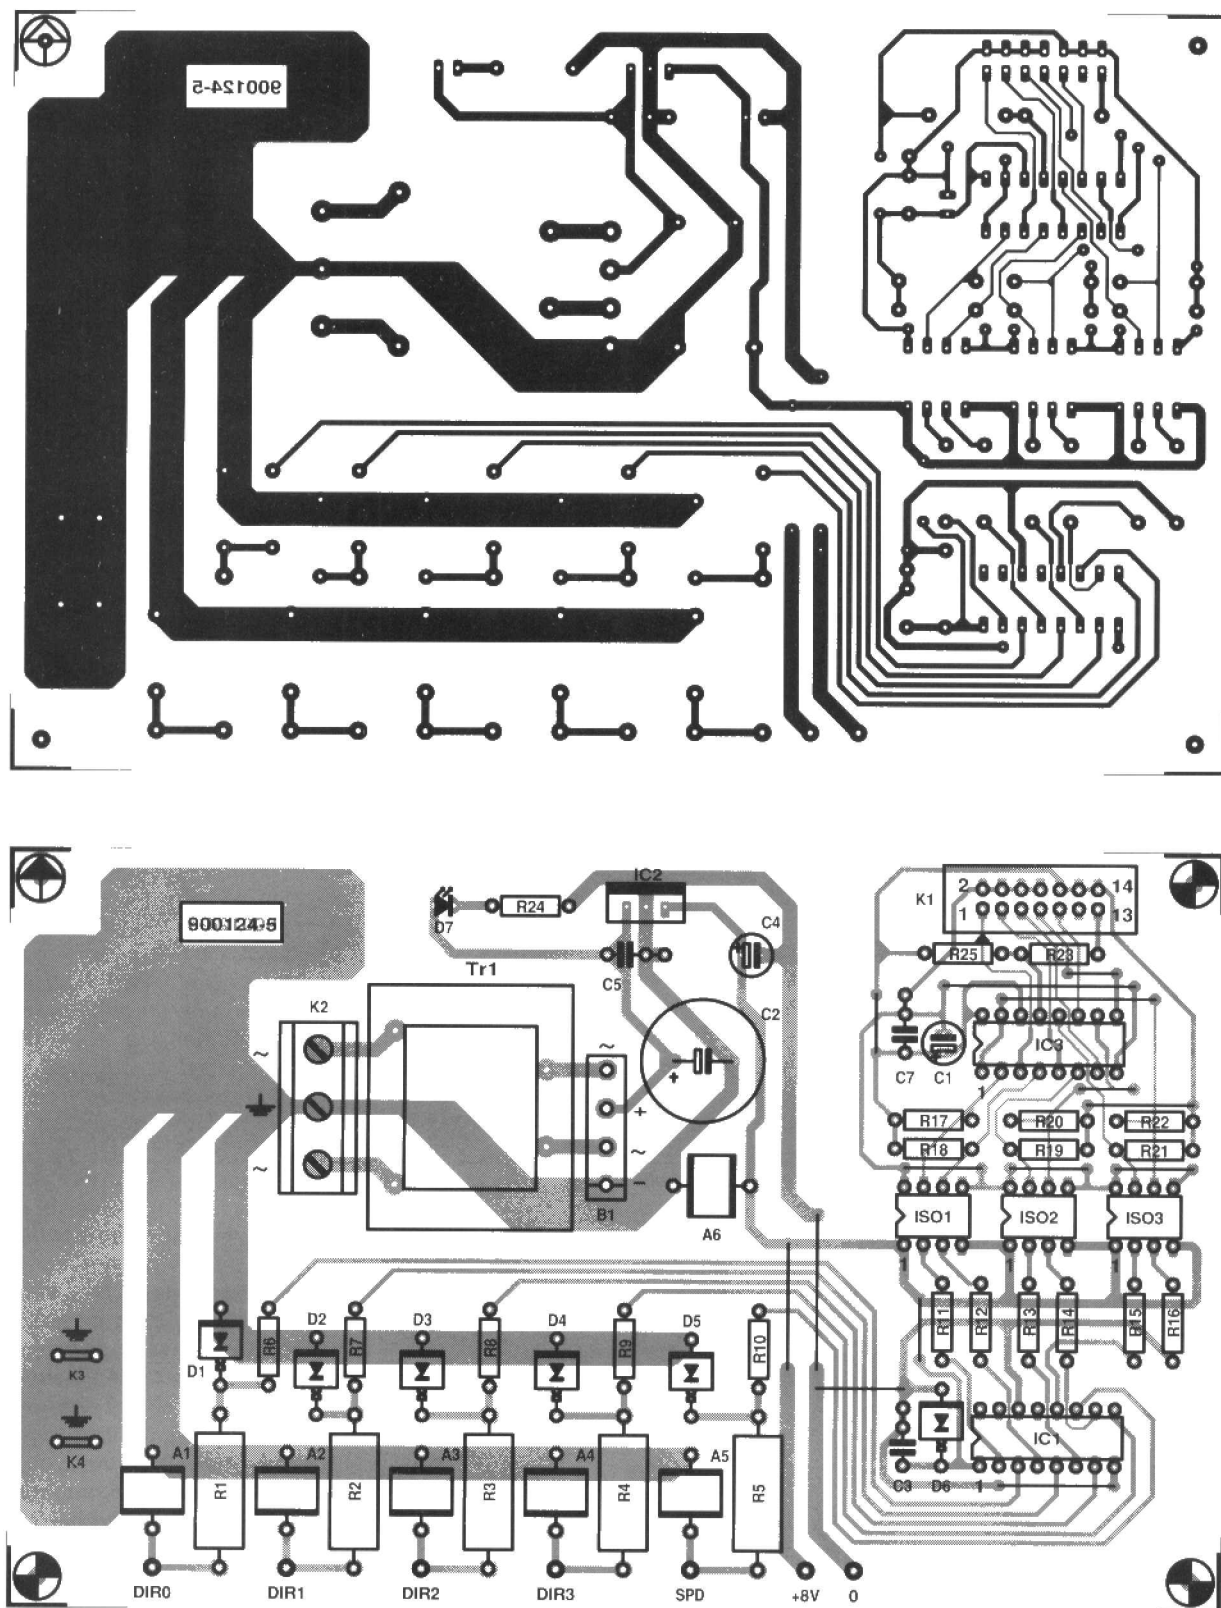 900124-5
IC2
R24
D7
C4
C5
Tr1
C2
K1
2
14
1
13
R25
R23
K2
~
~
~
+
~
-
B1
+
A6
C7
C1
IC3
1
R17
R18
R20
R19
R22
R21
ISO1
ISO2
ISO3
1
1
1
R11
R12
R13
R14
R15
R16
D1
R6
D2
R7
D3
R8
D4
R9
D5
R10
K3
K4
A1
R1
A2
R2
A3
R3
A4
R4
A5
R5
C3
D6
1
IC1
DIR0
DIR1
DIR2
DIR3
SPD
+8V
0